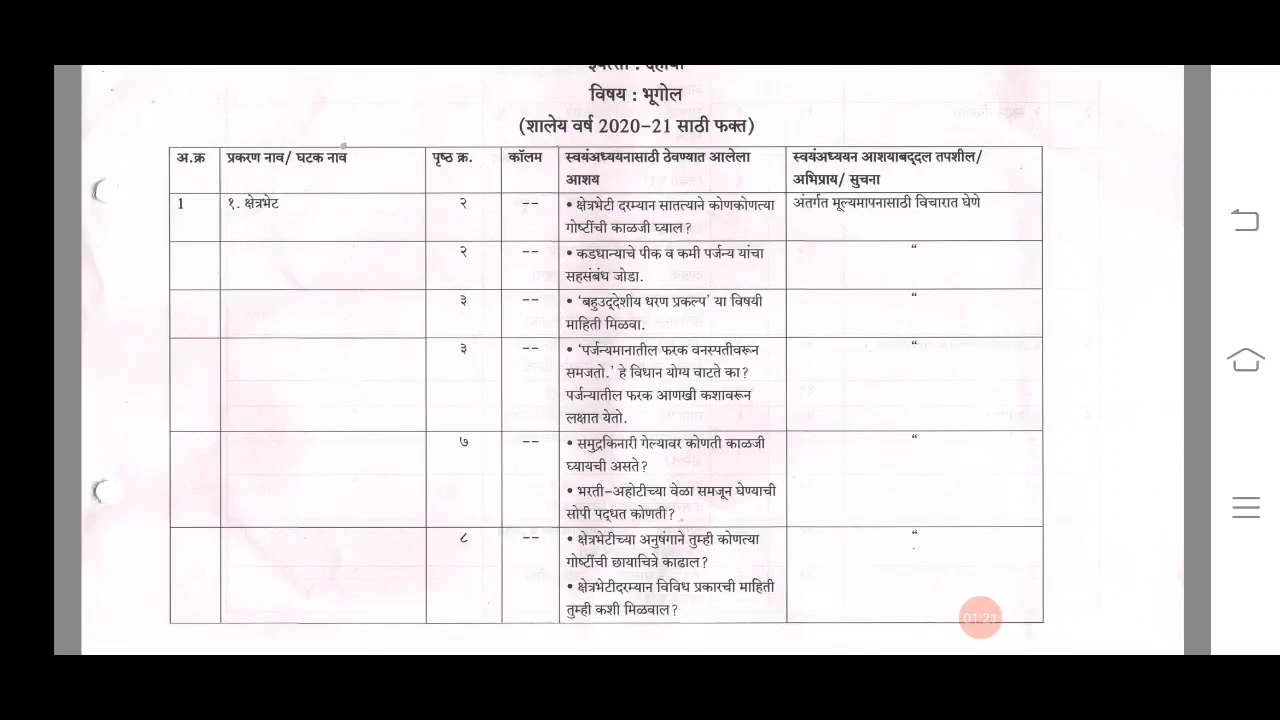 इयत्ता : दहावी
विषय : भूगोल
(शालेय वर्ष 2020-21 साठी फक्त)
अ.क्र प्रकरण नाव/ घटक नाव पृष्ठ क्र. कॉलम स्वयंअध्ययनासाठी ठेवण्यात आलेला स्वयंअध्ययन आशयाबद्दल तपशील/
आशय अभिप्राय/ सुचना
1 १. क्षेत्रभेट २ -- • क्षेत्रभेटी दरम्यान सातत्याने कोणकोणत्या अंतर्गत मूल्यमापनासाठी विचारात घेणे
गोष्टींची काळजी घ्याल?
२ -- • कडधान्याचे पीक व कमी पर्जन्य यांचा “
सहसंबंध जोडा.
३ -- • ‘बहुउद्देशीय धरण प्रकल्प’ या विषयी “
माहिती मिळवा.
३ -- • ‘पर्जन्यमानातील फरक वनस्पतीवरून “
समजतो.’ हे विधान योग्य वाटते का?
पर्जन्यातील फरक आणखी कशावरून
लक्षात येतो.
७ -- • समुद्रकिनारी गेल्यावर कोणती काळजी “
घ्यायची असते?
• भरती-अहोटीच्या वेळा समजून घेण्याची
सोपी पद्धत कोणती?
८ -- • क्षेत्रभेटीच्या अनुषंगाने तुम्ही कोणत्या “
गोष्टींची छायाचित्रे काढाल?
• क्षेत्रभेटीदरम्यान विविध प्रकारची माहिती
तुम्ही कशी मिळवाल?
01:21